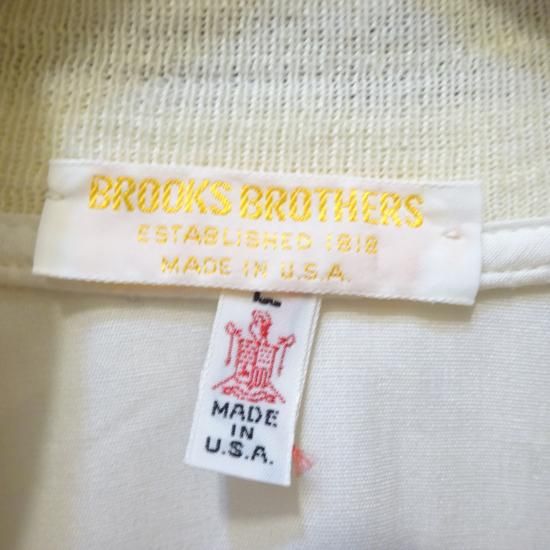 BROOKS BROTHERS
ESTABLISHED 1818
MADE IN U.S.A.
L
MADE
IN
U.S.A.